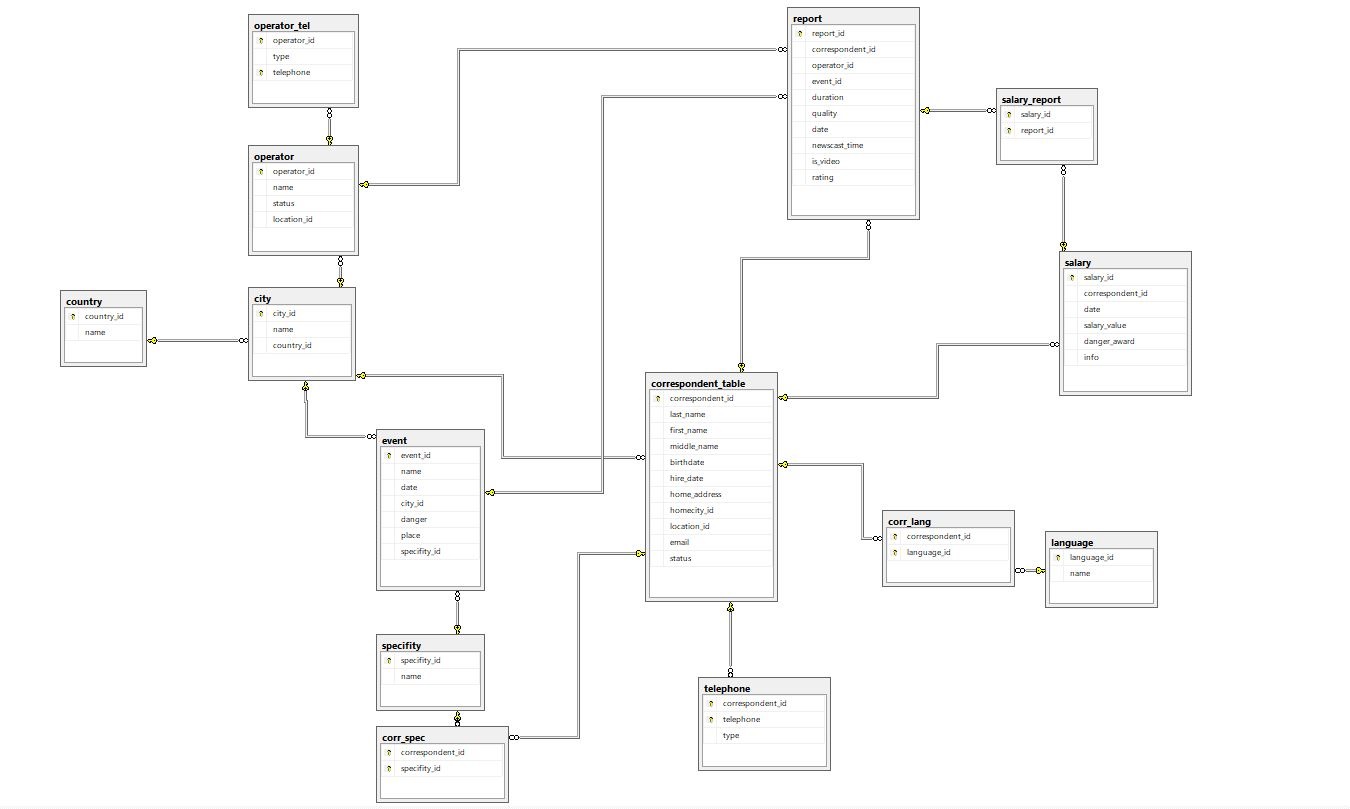 operator_tel
operator_id
type
telephone
operator
operator_id
name
status
location_id
country
country_id
name
city
city_id
name
country_id
event
event_id
name
date
city_id
danger
place
specifity_id
specifity
specifity_id
name
corr_spec
correspondent_id
specifity_id
report
report_id
correspondent_id
operator_id
event_id
duration
quality
date
newscast_time
is_video
rating
salary_report
salary_id
report_id
salary
salary_id
correspondent_id
date
salary_value
danger_award
info
correspondent_table
correspondent_id
last_name
first_name
middle_name
birthdate
hire_date
home_address
homecity_id
location_id
email
status
corr_lang
correspondent_id
language_id
language
language_id
name
telephone
correspondent_id
telephone
type